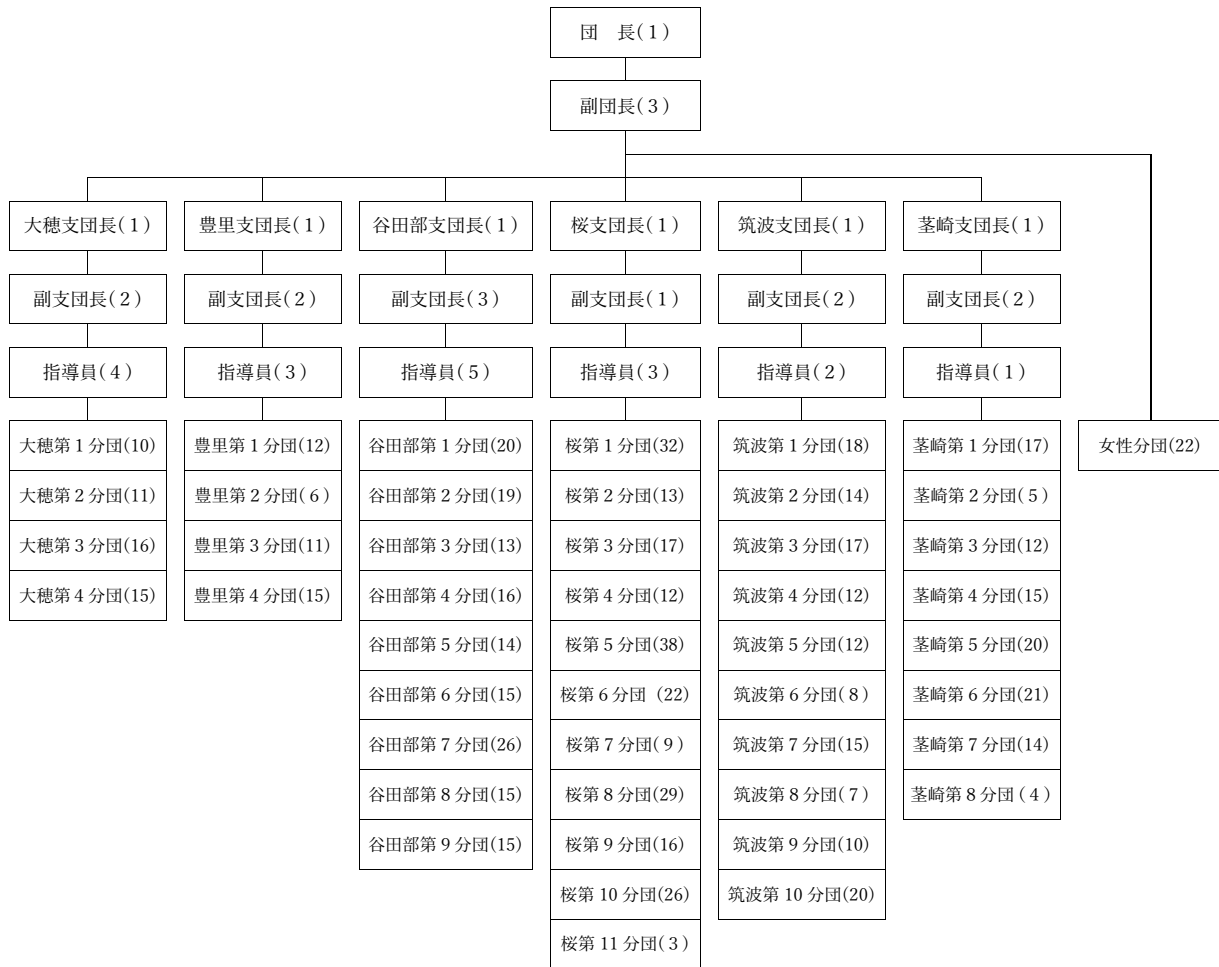 団　長(１)
副団長(３)
大穂支団長(１)
豊里支団長(１)
谷田部支団長(１)
桜支団長(１)
筑波支団長(１)
茎崎支団長(１)
副支団長(２)
副支団長(２)
副支団長(３)
副支団長(１)
副支団長(２)
副支団長(２)
指導員(４)
指導員(３)
指導員(５)
指導員(３)
指導員(２)
指導員(１)
大穂第１分団(10)
大穂第２分団(11)
大穂第３分団(16)
大穂第４分団(15)
豊里第１分団(12)
豊里第２分団(６)
豊里第３分団(11)
豊里第４分団(15)
谷田部第１分団(20)
谷田部第２分団(19)
谷田部第３分団(13)
谷田部第４分団(16)
谷田部第５分団(14)
谷田部第６分団(15)
谷田部第７分団(26)
谷田部第８分団(15)
谷田部第９分団(15)
桜第１分団(32)
桜第２分団(13)
桜第３分団(17)
桜第４分団(12)
桜第５分団(38)
桜第６分団（22）
桜第７分団(９)
桜第８分団(29)
桜第９分団(16)
桜第 10 分団(26)
桜第 11 分団(３)
筑波第１分団(18)
筑波第２分団(14)
筑波第３分団(17)
筑波第４分団(12)
筑波第５分団(12)
筑波第６分団(８)
筑波第７分団(15)
筑波第８分団(７)
筑波第９分団(10)
筑波第 10 分団(20)
茎崎第１分団(17)
茎崎第２分団(５)
茎崎第３分団(12)
茎崎第４分団(15)
茎崎第５分団(20)
茎崎第６分団(21)
茎崎第７分団(14)
茎崎第８分団(４)
女性分団(22)